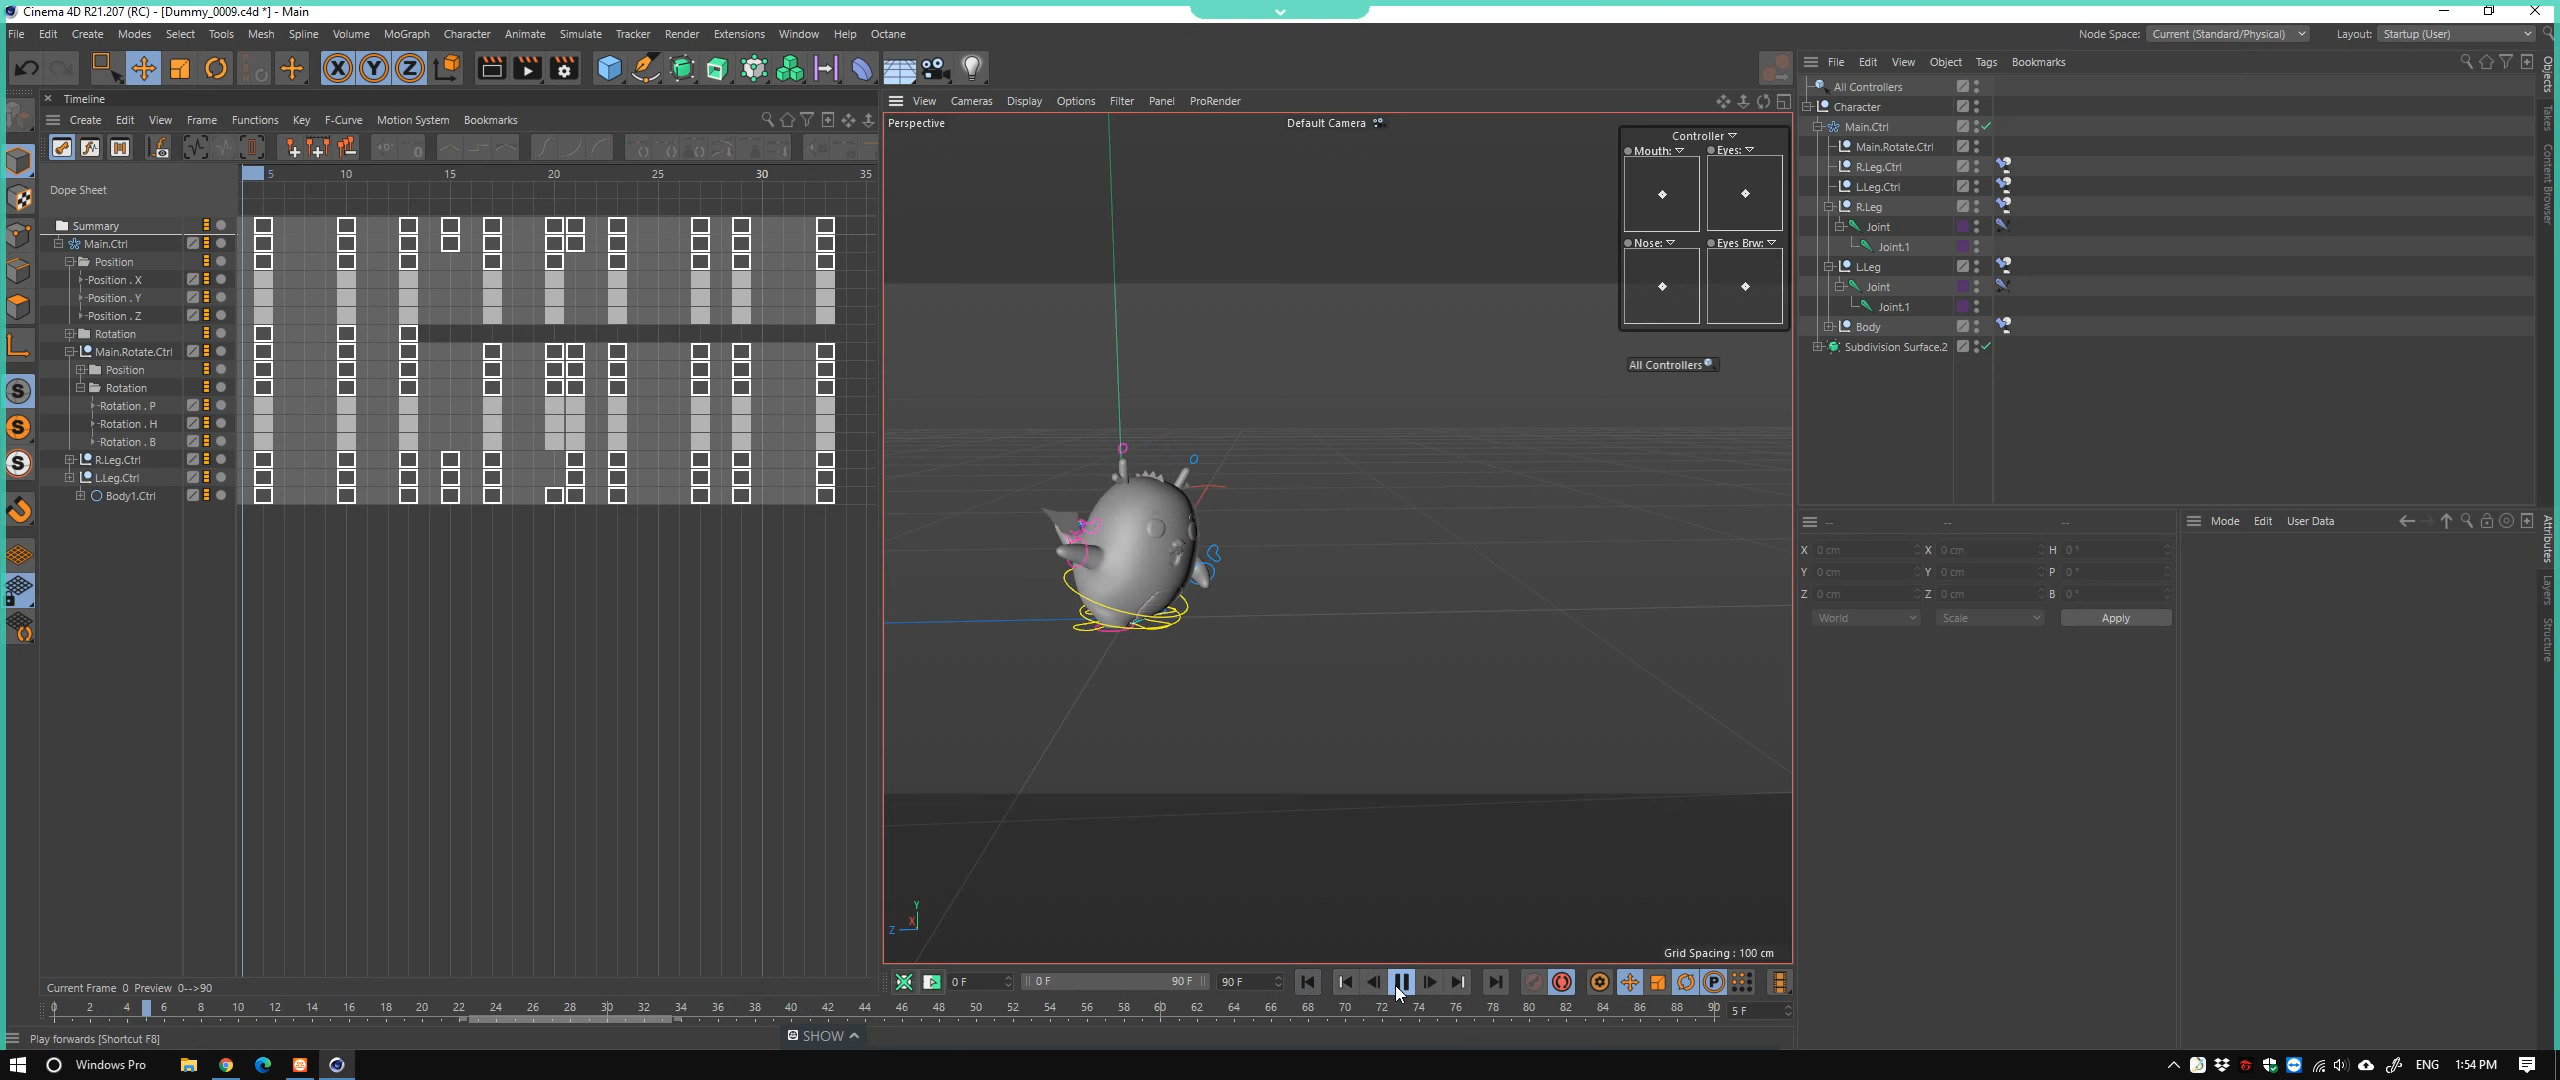 Cinema 4D R21.207 (RC) - [Dummy_0009.c4d *] - Main
File Edit Create Modes Select Tools Mesh Spline Volume MoGraph Character Animate Simulate Tracker Render Extensions Window Help Octane
Node Space: Current (Standard/Physical) Layout: Startup (User)
Timeline
Create Edit View Frame Functions Key F-Curve Motion System Bookmarks
5 10 15 20 25 30 35
Dope Sheet
Summary
Main.Ctrl
Position
Position . X
Position . Y
Position . Z
Rotation
Main.Rotate.Ctrl
Position
Rotation
Rotation . P
Rotation . H
Rotation . B
R.Leg.Ctrl
L.Leg.Ctrl
Body1.Ctrl
Current Frame 0 Preview 0-->90
View Cameras Display Options Filter Panel ProRender
Perspective
Default Camera
Controller
Mouth: Eyes:
Nose: Eyes Brw:
All Controllers
Y
X
Z
Grid Spacing : 100 cm
0 F 0 F 90 F 90 F
0 2 4 6 8 10 12 14 16 18 20 22 24 26 28 30 32 34 36 38 40 42 44 46 48 50 52 54 56 58 60 62 64 66 68 70 72 74 76 78 80 82 84 86 88 90 5 F
Play forwards [Shortcut F8]
SHOW
File Edit View Object Tags Bookmarks
All Controllers
Character
Main.Ctrl
Main.Rotate.Ctrl
R.Leg.Ctrl
L.Leg.Ctrl
R.Leg
Joint
Joint.1
L.Leg
Joint
Joint.1
Body
Subdivision Surface.2
Objects
Takes
Content Browser
Attributes
Layers
Structure
-- -- --
X 0 cm X 0 cm H 0 °
Y 0 cm Y 0 cm P 0 °
Z 0 cm Z 0 cm B 0 °
World Scale Apply
Mode Edit User Data
Windows Pro
ENG 1:54 PM